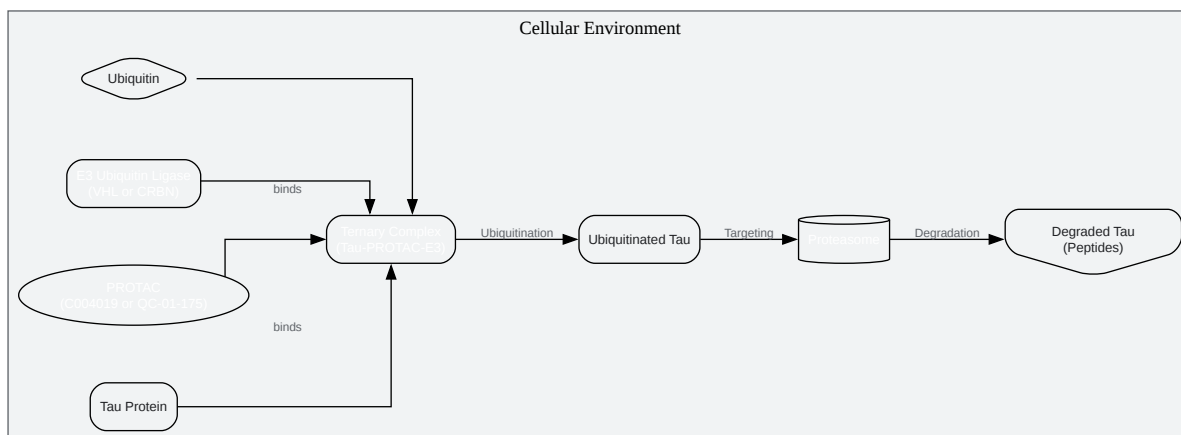 Cellular Environment
Ubiquitin
E3 Ubiquitin Ligase
(VHL or CRBN)
binds
Ternary Complex
(Tau-PROTAC-E3)
Ubiquitination
Ubiquitinated Tau
Targeting
Proteasome
Degradation
Degraded Tau
(Peptides)
PROTAC
(C004019 or QC-01-175)
binds
Tau Protein